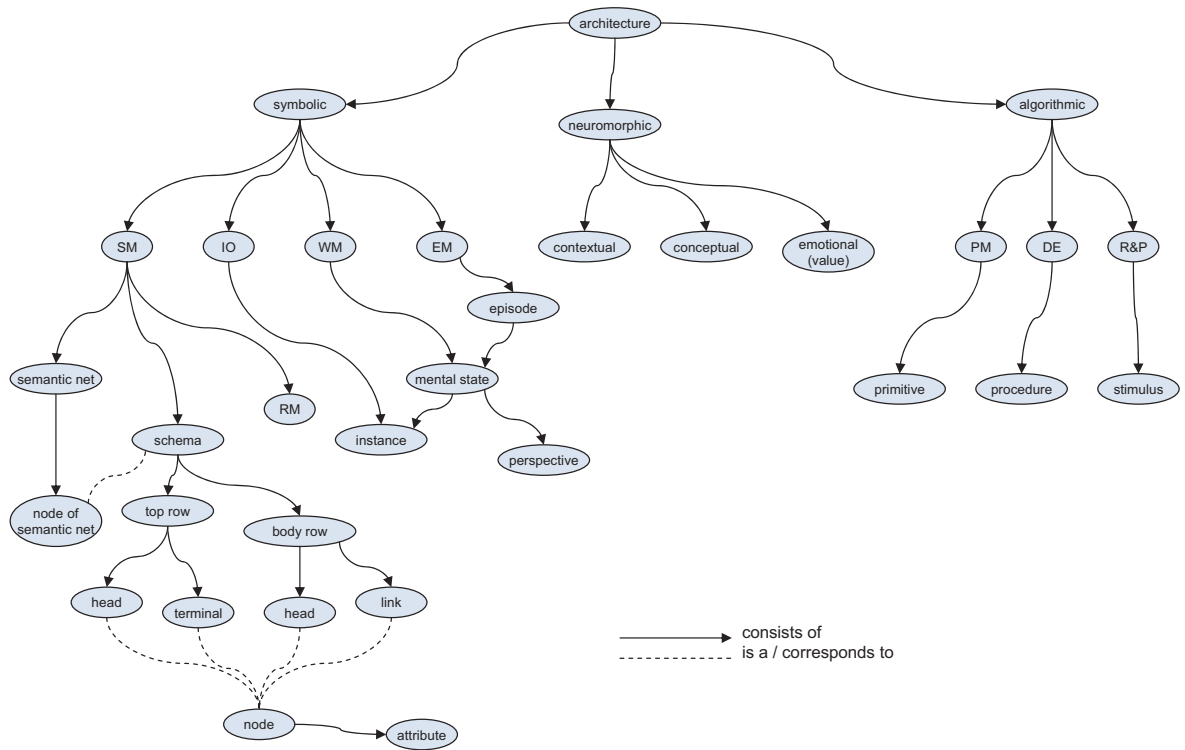 architecture
symbolic
neuromorphic
algorithmic
SM
IO
WM
EM
contextual
conceptual
emotional
(value)
PM
DE
R&P
episode
semantic net
mental state
primitive
procedure
stimulus
RM
schema
instance
perspective
node of
semantic net
top row
body row
head
terminal
head
link
consists of
is a / corresponds to
node
attribute